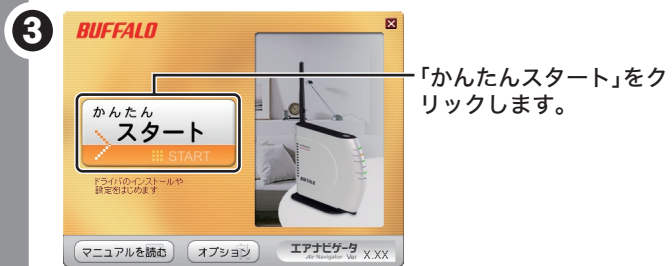 3
BUFFALO
かんたん
スタート
START
ドライバのインストールや
設定をはじめます
BUFFALO
マニュアルを読む
オプション
エアナビゲータ
Air Navigator Ver X.XX
「かんたんスタート」をク
リックします。